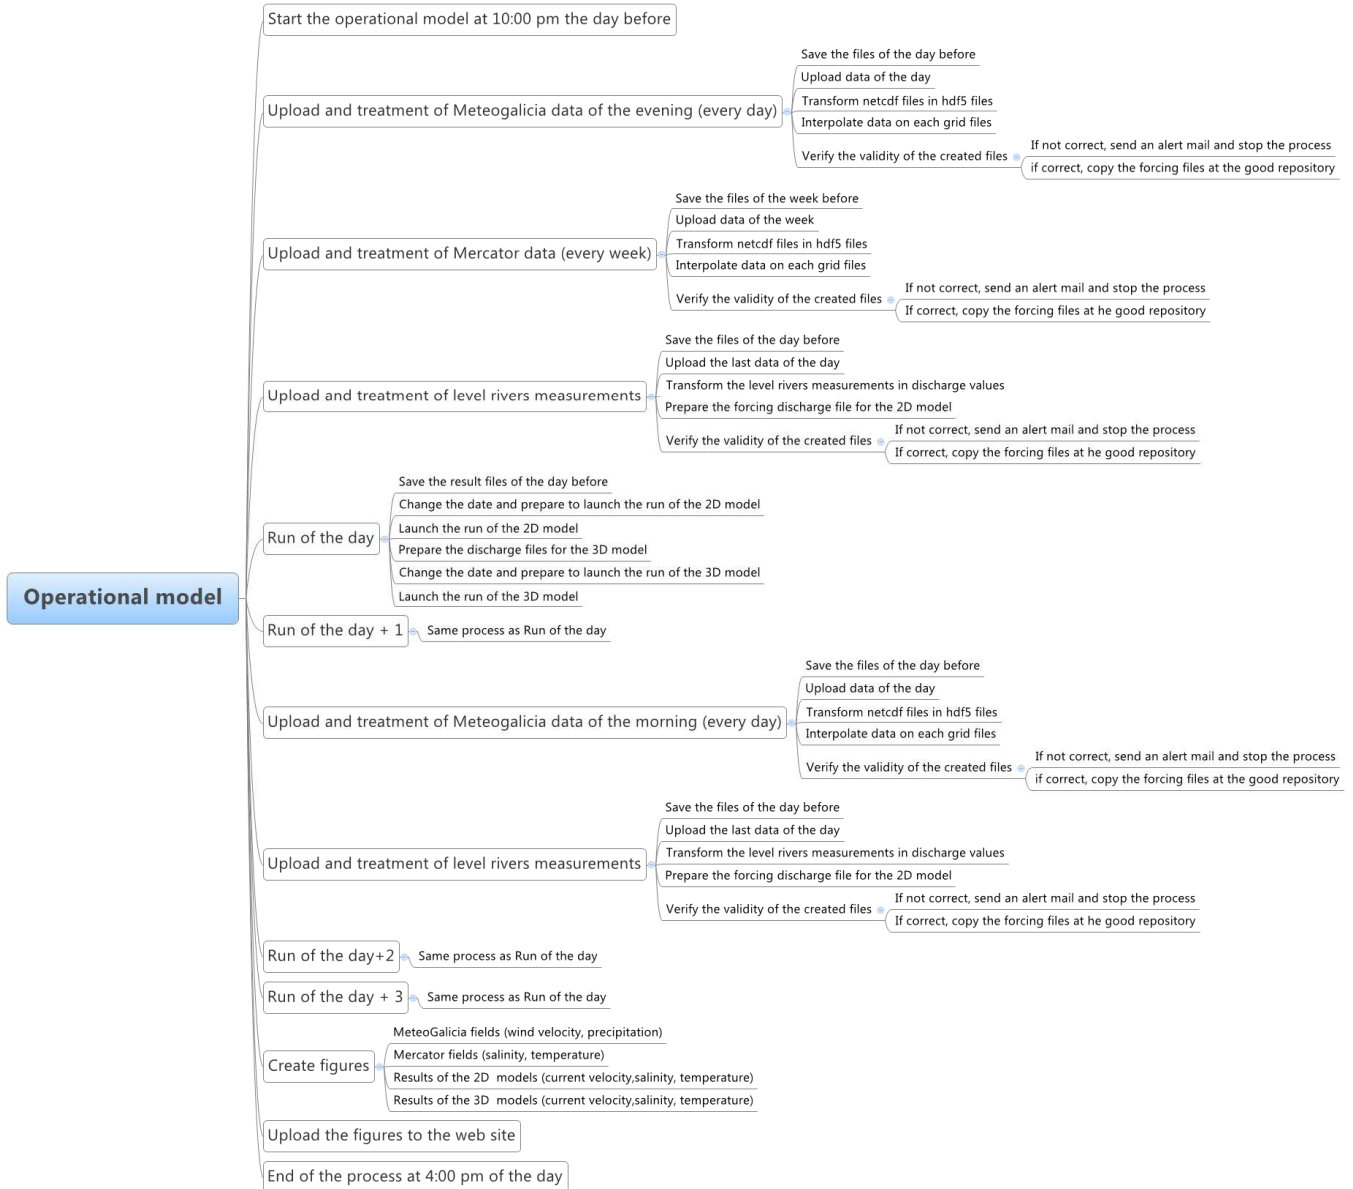 Start the operational model at 10:00 pm the day before
Upload and treatment of Meteogalicia data of the evening (every day)
Save the files of the day before
Upload data of the day
Transform netcdf files in hdf5 files
Interpolate data on each grid files
Verify the validity of the created files
If not correct, send an alert mail and stop the process
if correct, copy the forcing files at the good repository
Upload and treatment of Mercator data (every week)
Save the files of the week before
Upload data of the week
Transform netcdf files in hdf5 files
Interpolate data on each grid files
Verify the validity of the created files
If not correct, send an alert mail and stop the process
If correct, copy the forcing files at he good repository
Upload and treatment of level rivers measurements
Save the files of the day before
Upload the last data of the day
Transform the level rivers measurements in discharge values
Prepare the forcing discharge file for the 2D model
Verify the validity of the created files
If not correct, send an alert mail and stop the process
If correct, copy the forcing files at he good repository
Run of the day
Save the result files of the day before
Change the date and prepare to launch the run of the 2D model
Launch the run of the 2D model
Prepare the discharge files for the 3D model
Change the date and prepare to launch the run of the 3D model
Launch the run of the 3D model
Operational model
Run of the day + 1
Same process as Run of the day
Upload and treatment of Meteogalicia data of the morning (every day)
Save the files of the day before
Upload data of the day
Transform netcdf files in hdf5 files
Interpolate data on each grid files
Verify the validity of the created files
If not correct, send an alert mail and stop the process
if correct, copy the forcing files at the good repository
Upload and treatment of level rivers measurements
Save the files of the day before
Upload the last data of the day
Transform the level rivers measurements in discharge values
Prepare the forcing discharge file for the 2D model
Verify the validity of the created files
If not correct, send an alert mail and stop the process
If correct, copy the forcing files at he good repository
Run of the day+2
Same process as Run of the day
Run of the day + 3
Same process as Run of the day
Create figures
MeteoGalicia fields (wind velocity, precipitation)
Mercator fields (salinity, temperature)
Results of the 2D  models (current velocity,salinity, temperature)
Results of the 3D  models (current velocity,salinity, temperature)
Upload the figures to the web site
End of the process at 4:00 pm of the day